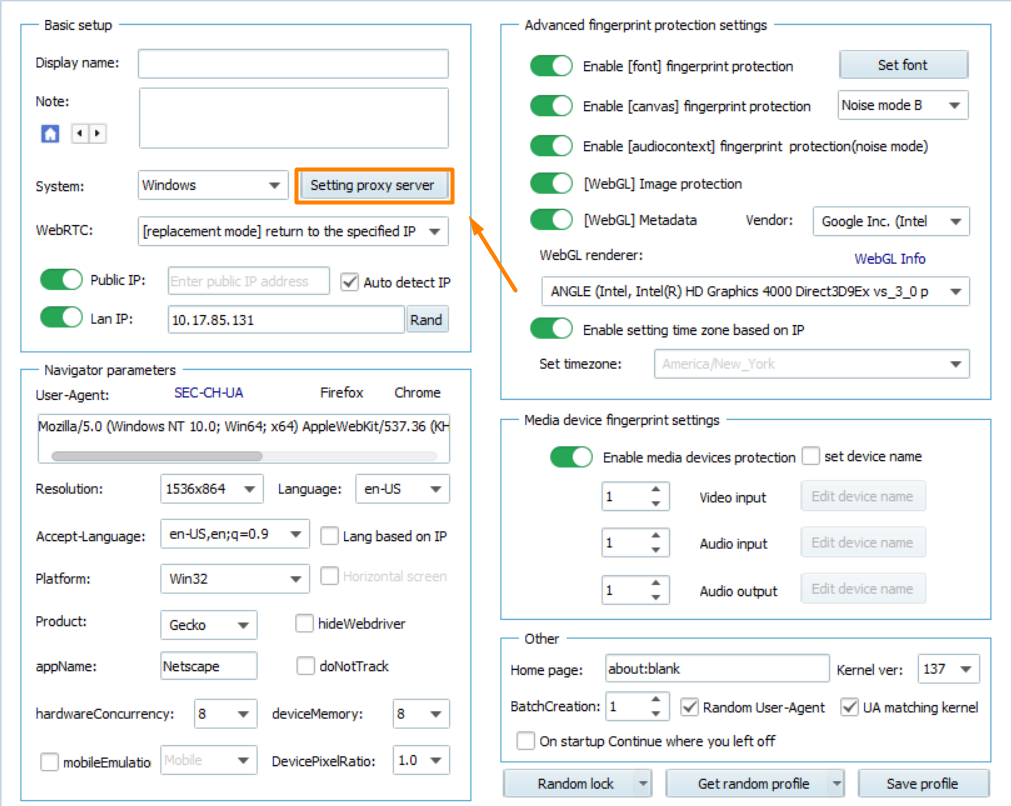 Basic setup
Display name:
Note:
System:
Windows
Setting proxy server
WebRTC:
[replacement mode] return to the specified IP
Public IP:
Enter public IP address
Auto detect IP
Lan IP:
10.17.85.131
Rand
Navigator parameters
User-Agent:
SEC-CH-UA
Firefox
Chrome
Mozilla/5.0 (Windows NT 10.0; Win64; x64) AppleWebKit/537.36 (KH
Resolution:
1536x864
Language:
en-US
Accept-Language:
en-US,en;q=0.9
Lang based on IP
Platform:
Win32
Horizontal screen
Product:
Gecko
hideWebdriver
appName:
Netscape
doNotTrack
hardwareConcurrency:
8
deviceMemory:
8
mobileEmulatio
Mobile
DevicePixelRatio:
1.0
Advanced fingerprint protection settings
Enable [font] fingerprint protection
Set font
Enable [canvas] fingerprint protection
Noise mode B
Enable [audiocontext] fingerprint protection(noise mode)
[WebGL] Image protection
[WebGL] Metadata
Vendor:
Google Inc. (Intel
WebGL renderer:
WebGL Info
ANGLE (Intel, Intel(R) HD Graphics 4000 Direct3D9Ex vs_3_0 p
Enable setting time zone based on IP
Set timezone:
America/New_York
Media device fingerprint settings
Enable media devices protection
set device name
1
Video input
Edit device name
1
Audio input
Edit device name
1
Audio output
Edit device name
Other
Home page:
about:blank
Kernel ver:
137
BatchCreation:
1
Random User-Agent
UA matching kernel
On startup Continue where you left off
Random lock
Get random profile
Save profile